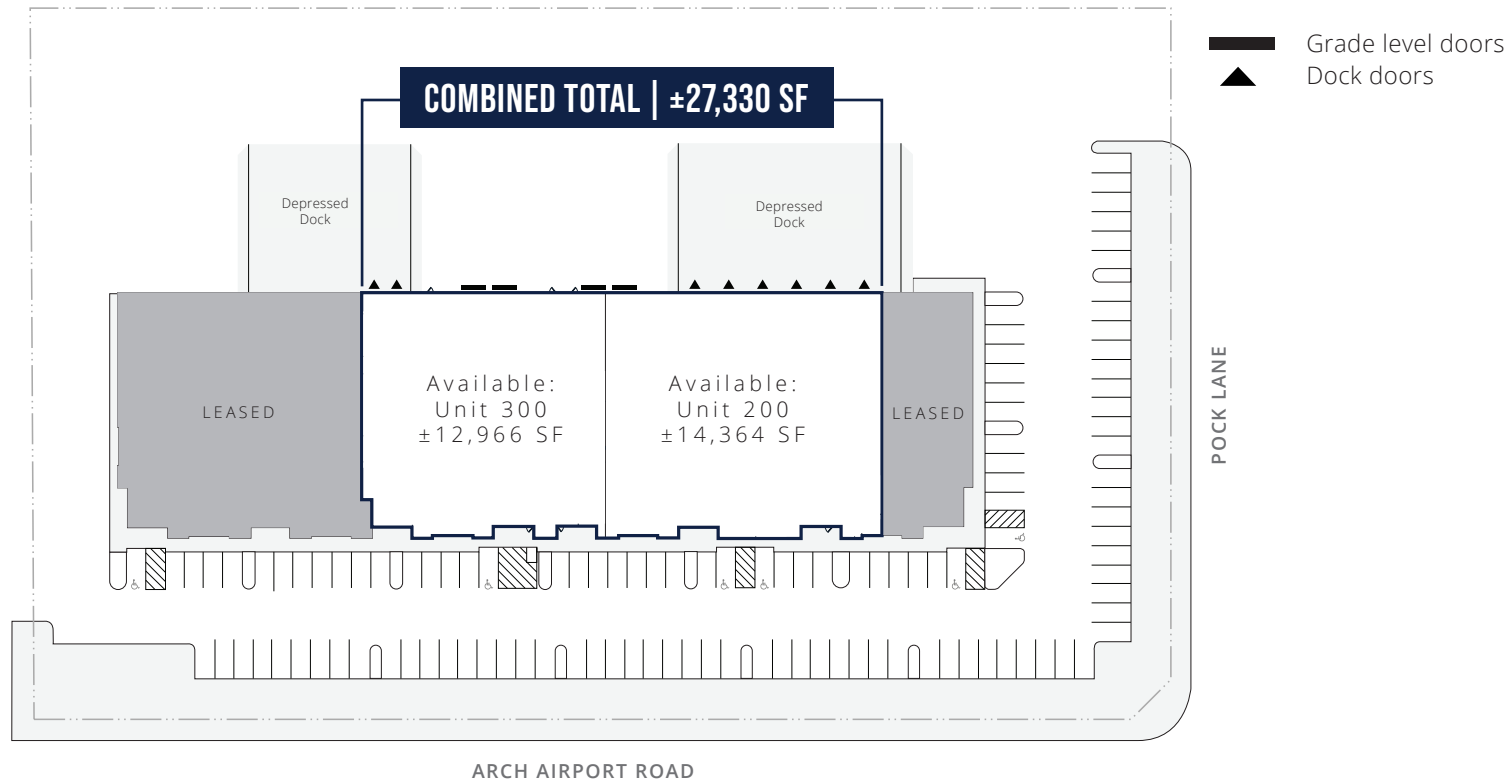 Grade level doors
Dock doors
COMBINED TOTAL | ±27,330 SF
Depressed
Dock
Depressed
Dock
LEASED
Available:
Unit 300
±12,966 SF
Available:
Unit 200
±14,364 SF
LEASED
POCK LANE
ARCH AIRPORT ROAD